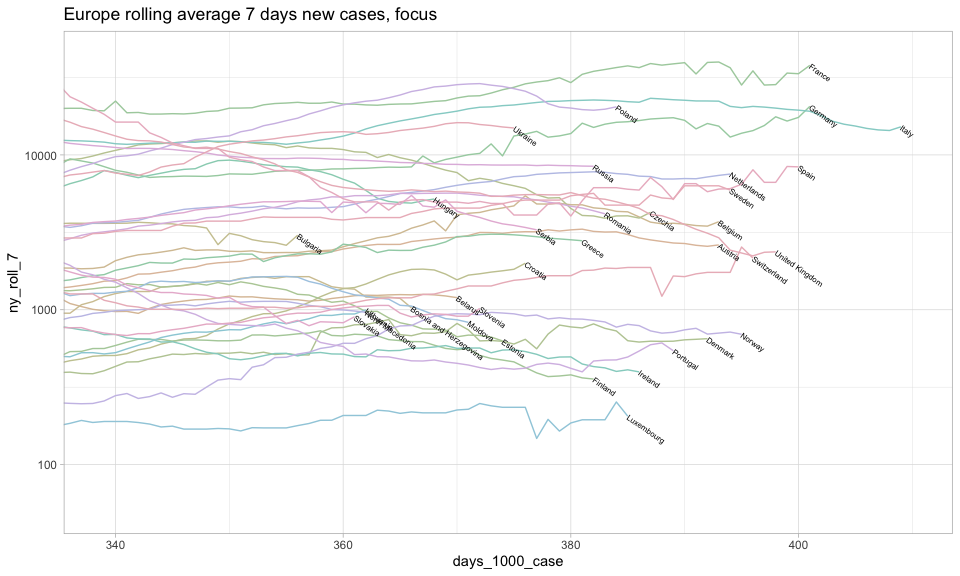 Europe rolling average 7 days new cases, focus
ny_roll_7
10000
1000
100
France
Germany
Italy
Poland
Ukraine
Russia
Spain
Netherlands
Sweden
Hungary
Romania
Czechia
Belgium
Bulgaria
Serbia
Greece
Austria
Switzerland
United Kingdom
Croatia
Belarus
Slovenia
Slovakia
Bosnia and Herzegovina
Moldova
Estonia
Norway
Denmark
Portugal
Ireland
Finland
Luxembourg
340
360
380
400
days_1000_case